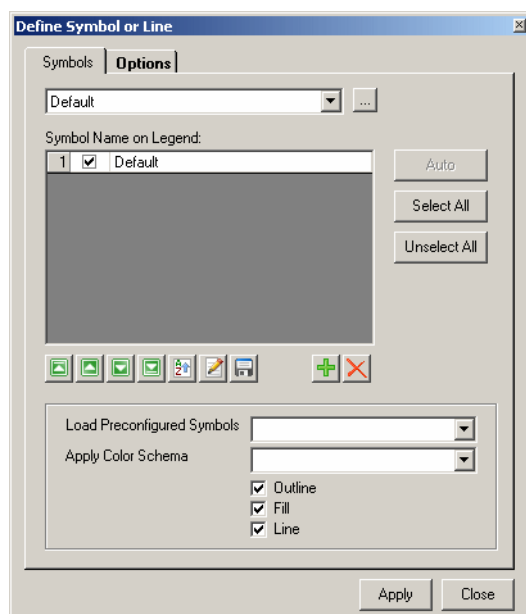 Define Symbol or Line
Symbols Options
Default ...
Symbol Name on Legend:
1 Default
Auto
Select All
Unselect All
Load Preconfigured Symbols
Apply Color Schema
Outline
Fill
Line
Apply Close